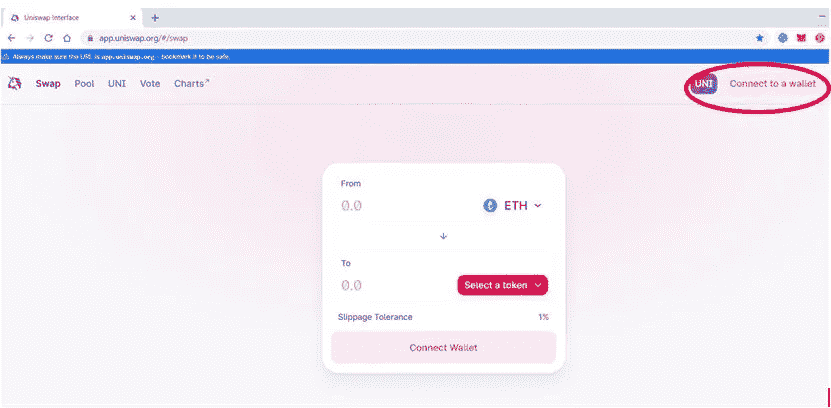 Uniswap Interface
app.uniswap.org/#/swap
Always make sure the URL is app.uniswap.org - bookmark it to be safe.
Swap Pool UNI Vote Charts↗ UNI Connect to a wallet
From
0.0 ETH
To
0.0 Select a token
Slippage Tolerance 1%
Connect Wallet